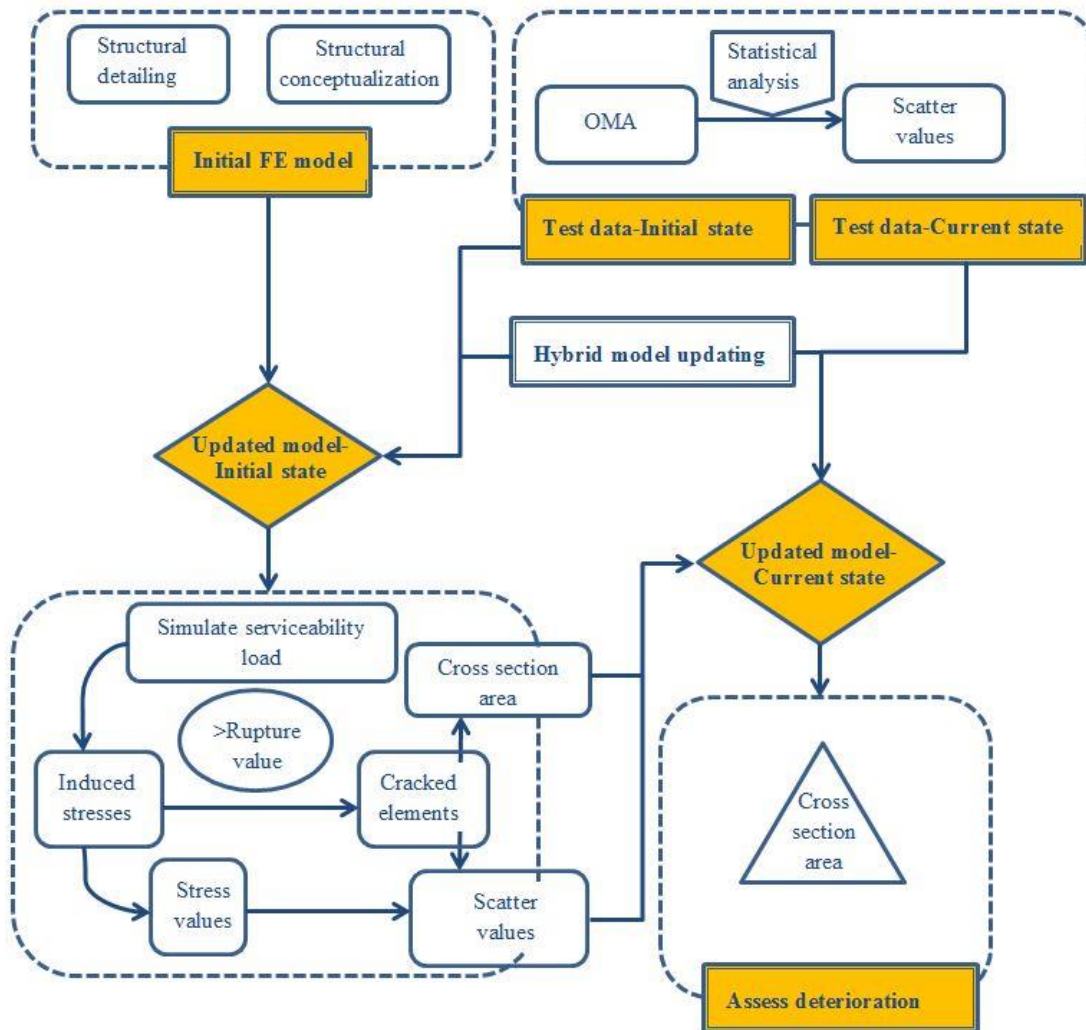 Structural
detailing
Structural
conceptualization
Initial FE model
Statistical
analysis
OMA
Scatter
values
Test data-Initial state
Test data-Current state
Hybrid model updating
Updated model-
Initial state
Updated model-
Current state
Simulate serviceability
load
Cross section
area
>Rupture
value
Induced
stresses
Cracked
elements
Stress
values
Scatter
values
Cross
section
area
Assess deterioration